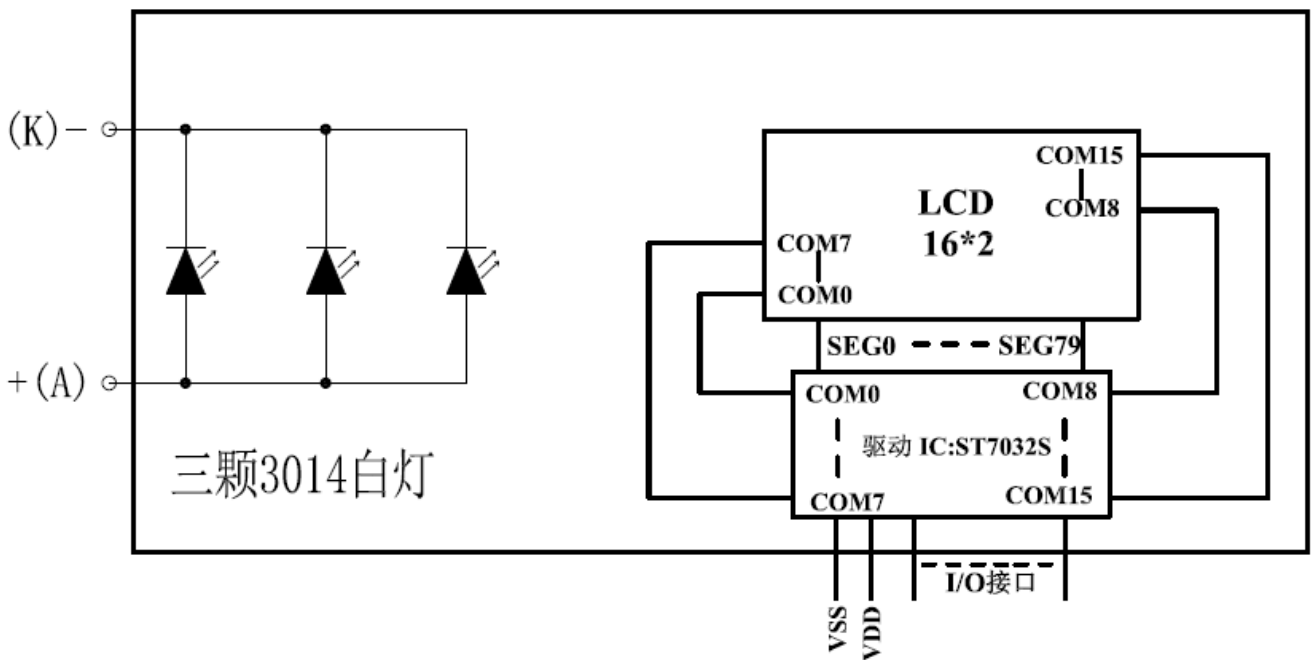 (K)-
+(A)
三颗3014白灯
COM15
COM8
LCD
16*2
COM7
COM0
SEG0
SEG79
COM0
COM8
驱动 IC:ST7032S
COM7
COM15
I/O接口
VSS
VDD